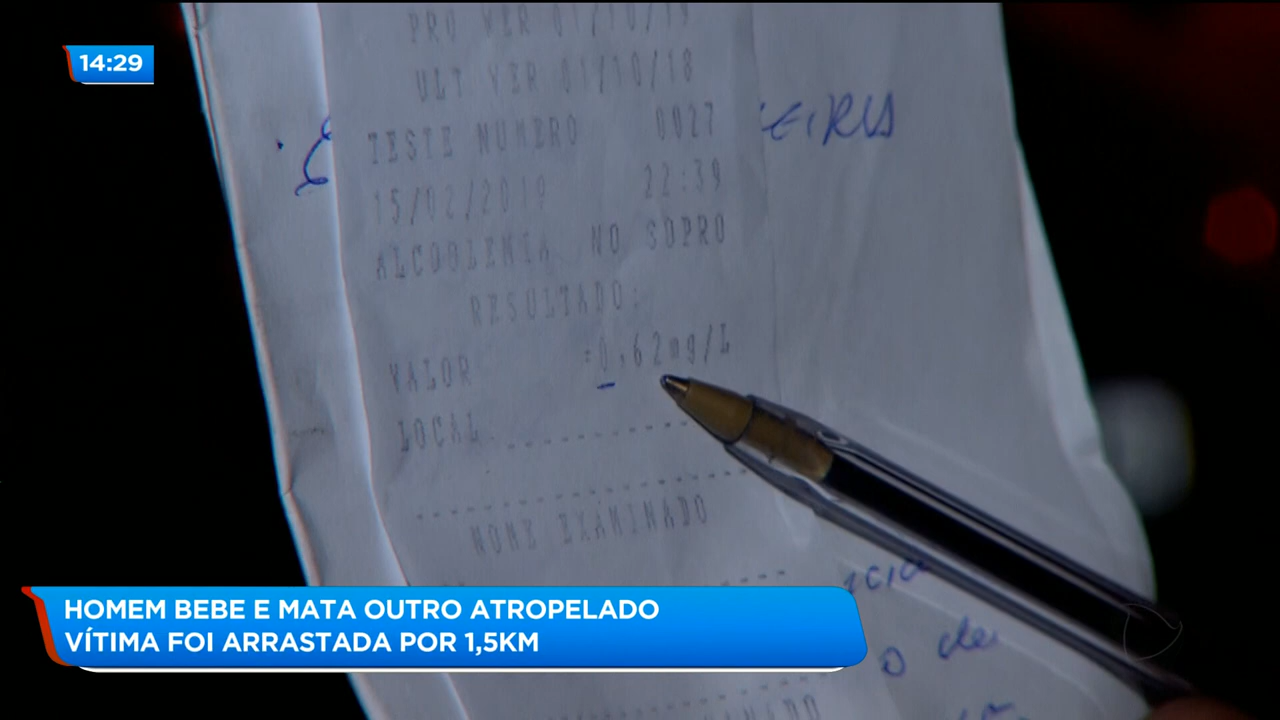 14:29
PRO VER 01/10/19
ULT VER 01/10/18
TESTE NUMERO 0027
15/02/2019 22:39
ALCOOLEMIA NO SOPRO
RESULTADO:
VALOR =0,62mg/L
LOCAL
NOME EXAMINADO
HOMEM BEBE E MATA OUTRO ATROPELADO
VÍTIMA FOI ARRASTADA POR 1,5KM